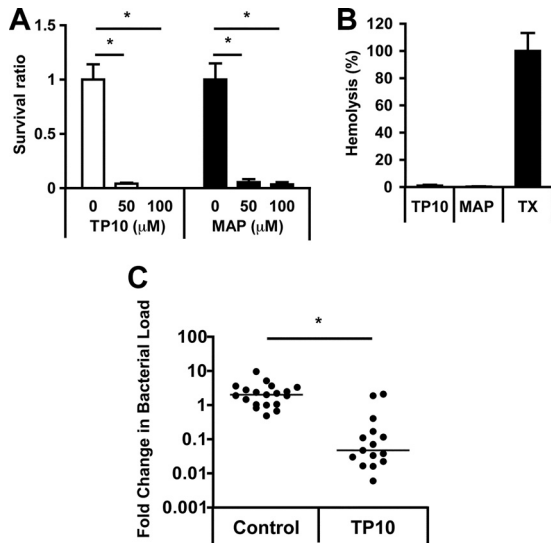 A
Survival ratio
1.5
1
0.5
0
*
*
*
*
0 50 100 0 50 100
TP10 (μM) MAP (μM)
B
Hemolysis (%)
120
100
80
60
40
20
0
TP10 MAP TX
C
Fold Change in Bacterial Load
100
10
1
0.1
0.01
0.001
*
Control TP10